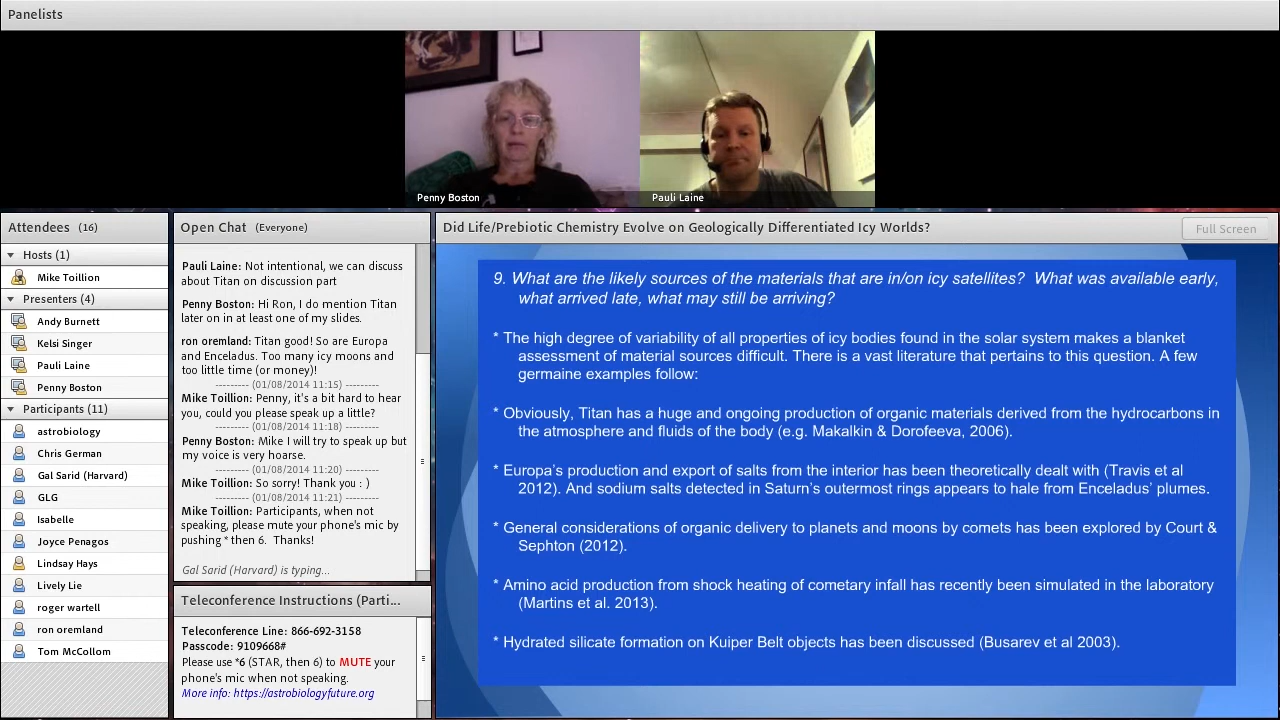 Panelists
Penny Boston
Pauli Laine
Attendees (16)
Hosts (1)
Mike Toillion
Presenters (4)
Andy Burnett
Kelsi Singer
Pauli Laine
Penny Boston
Participants (11)
astrobiology
Chris German
Gal Sarid (Harvard)
GLG
Isabelle
Joyce Penagos
Lindsay Hays
Lively Lie
roger wartell
ron oremland
Tom McCollom
Open Chat (Everyone)
Pauli Laine: Not intentional, we can discuss
about Titan on discussion part
Penny Boston: Hi Ron, I do mention Titan
later on in at least one of my slides.
ron oremland: Titan good! So are Europa
and Enceladus. Too many icy moons and
too little time (or money)!
--------- (01/08/2014 11:15) ---------
Mike Toillion: Penny, it's a bit hard to hear
you, could you please speak up a little?
--------- (01/08/2014 11:18) ---------
Penny Boston: Mike I will try to speak up but
my voice is very hoarse.
--------- (01/08/2014 11:20) ---------
Mike Toillion: So sorry! Thank you : )
--------- (01/08/2014 11:21) ---------
Mike Toillion: Participants, when not
speaking, please mute your phone's mic by
pushing * then 6. Thanks!
Gal Sarid (Harvard) is typing...
Teleconference Instructions (Parti...
Teleconference Line: 866-692-3158
Passcode: 9109668#
Please use *6 (STAR, then 6) to MUTE your
phone's mic when not speaking.
More info: https://astrobiologyfuture.org
Did Life/Prebiotic Chemistry Evolve on Geologically Differentiated Icy Worlds?
Full Screen
9. What are the likely sources of the materials that are in/on icy satellites? What was available early,
what arrived late, what may still be arriving?
* The high degree of variability of all properties of icy bodies found in the solar system makes a blanket
assessment of material sources difficult. There is a vast literature that pertains to this question. A few
germaine examples follow:
* Obviously, Titan has a huge and ongoing production of organic materials derived from the hydrocarbons in
the atmosphere and fluids of the body (e.g. Makalkin & Dorofeeva, 2006).
* Europa's production and export of salts from the interior has been theoretically dealt with (Travis et al
2012). And sodium salts detected in Saturn's outermost rings appears to hale from Enceladus' plumes.
* General considerations of organic delivery to planets and moons by comets has been explored by Court &
Sephton (2012).
* Amino acid production from shock heating of cometary infall has recently been simulated in the laboratory
(Martins et al. 2013).
* Hydrated silicate formation on Kuiper Belt objects has been discussed (Busarev et al 2003).